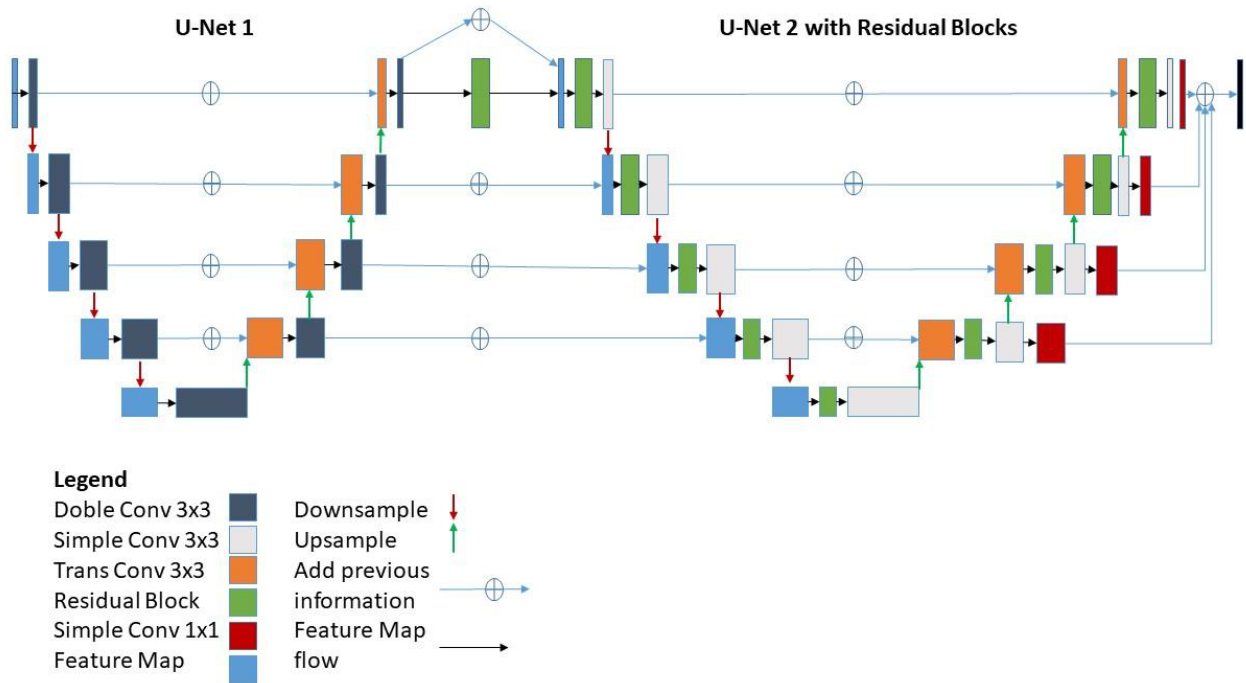 U-Net 1
U-Net 2 with Residual Blocks
Legend
Doble Conv 3x3
Simple Conv 3x3
Trans Conv 3x3
Residual Block
Simple Conv 1x1
Feature Map
Downsample
Upsample
Add previous
information
Feature Map
flow